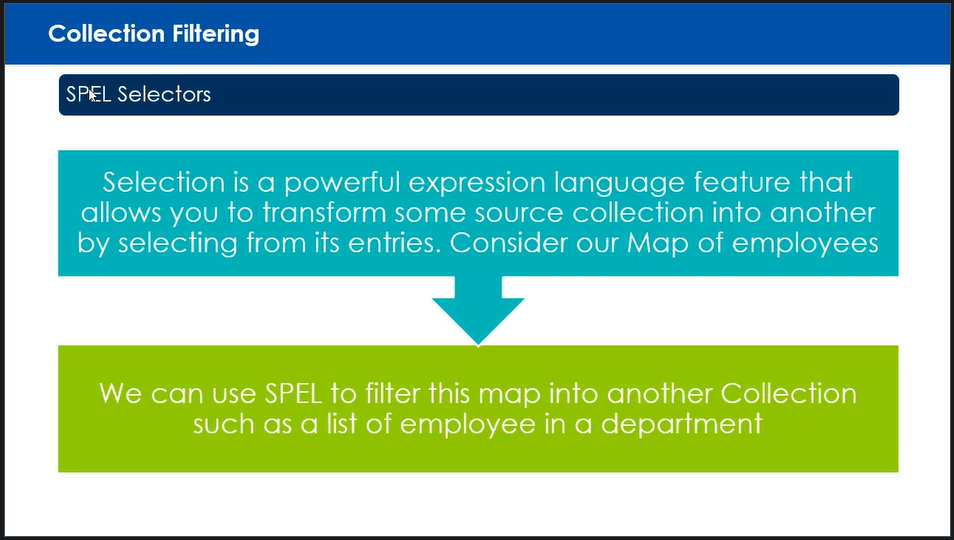 Collection Filtering
SPEL Selectors
Selection is a powerful expression language feature that
allows you to transform some source collection into another
by selecting from its entries. Consider our Map of employees
We can use SPEL to filter this map into another Collection
such as a list of employee in a department